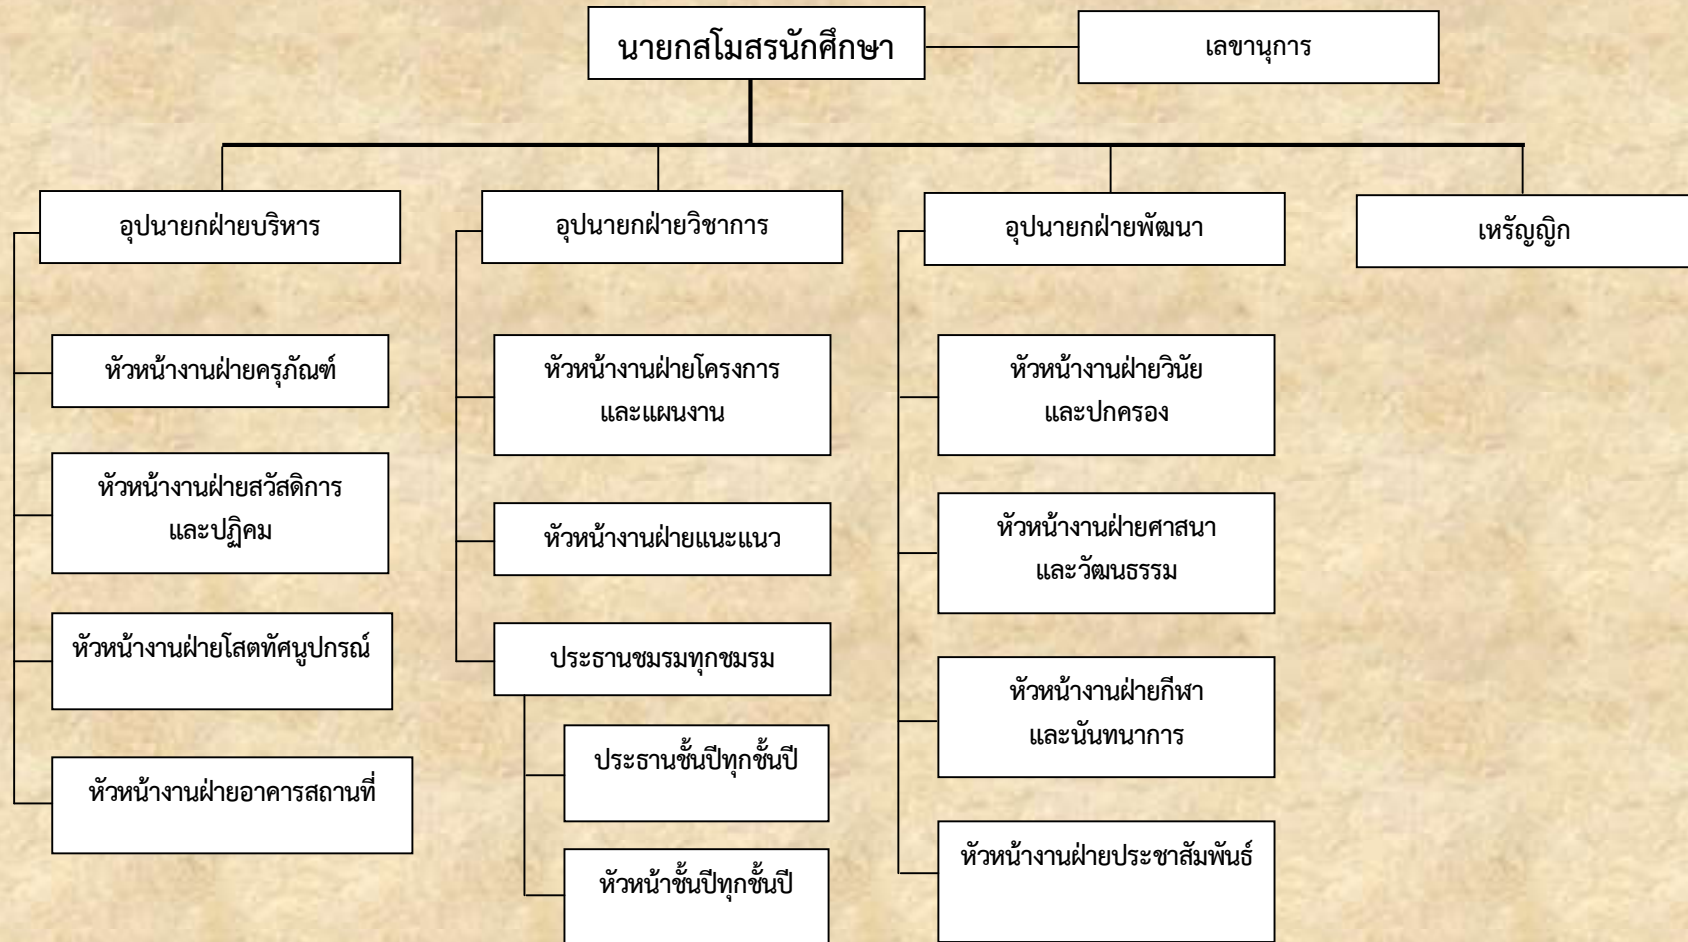 นายกสโมสรนักศึกษา
เลขานุการ
อุปนายกฝ่ายบริหาร
อุปนายกฝ่ายวิชาการ
อุปนายกฝ่ายพัฒนา
เหรัญญิก
หัวหน้างานฝ่ายครุภัณฑ์
หัวหน้างานฝ่ายสวัสดิการ
และปฏิคม
หัวหน้างานฝ่ายโสตทัศนูปกรณ์
หัวหน้างานฝ่ายอาคารสถานที่
หัวหน้างานฝ่ายโครงการ
และแผนงาน
หัวหน้างานฝ่ายแนะแนว
ประธานชมรมทุกชมรม
ประธานชั้นปีทุกชั้นปี
หัวหน้าชั้นปีทุกชั้นปี
หัวหน้างานฝ่ายวินัย
และปกครอง
หัวหน้างานฝ่ายศาสนา
และวัฒนธรรม
หัวหน้างานฝ่ายกีฬา
และนันทนาการ
หัวหน้างานฝ่ายประชาสัมพันธ์